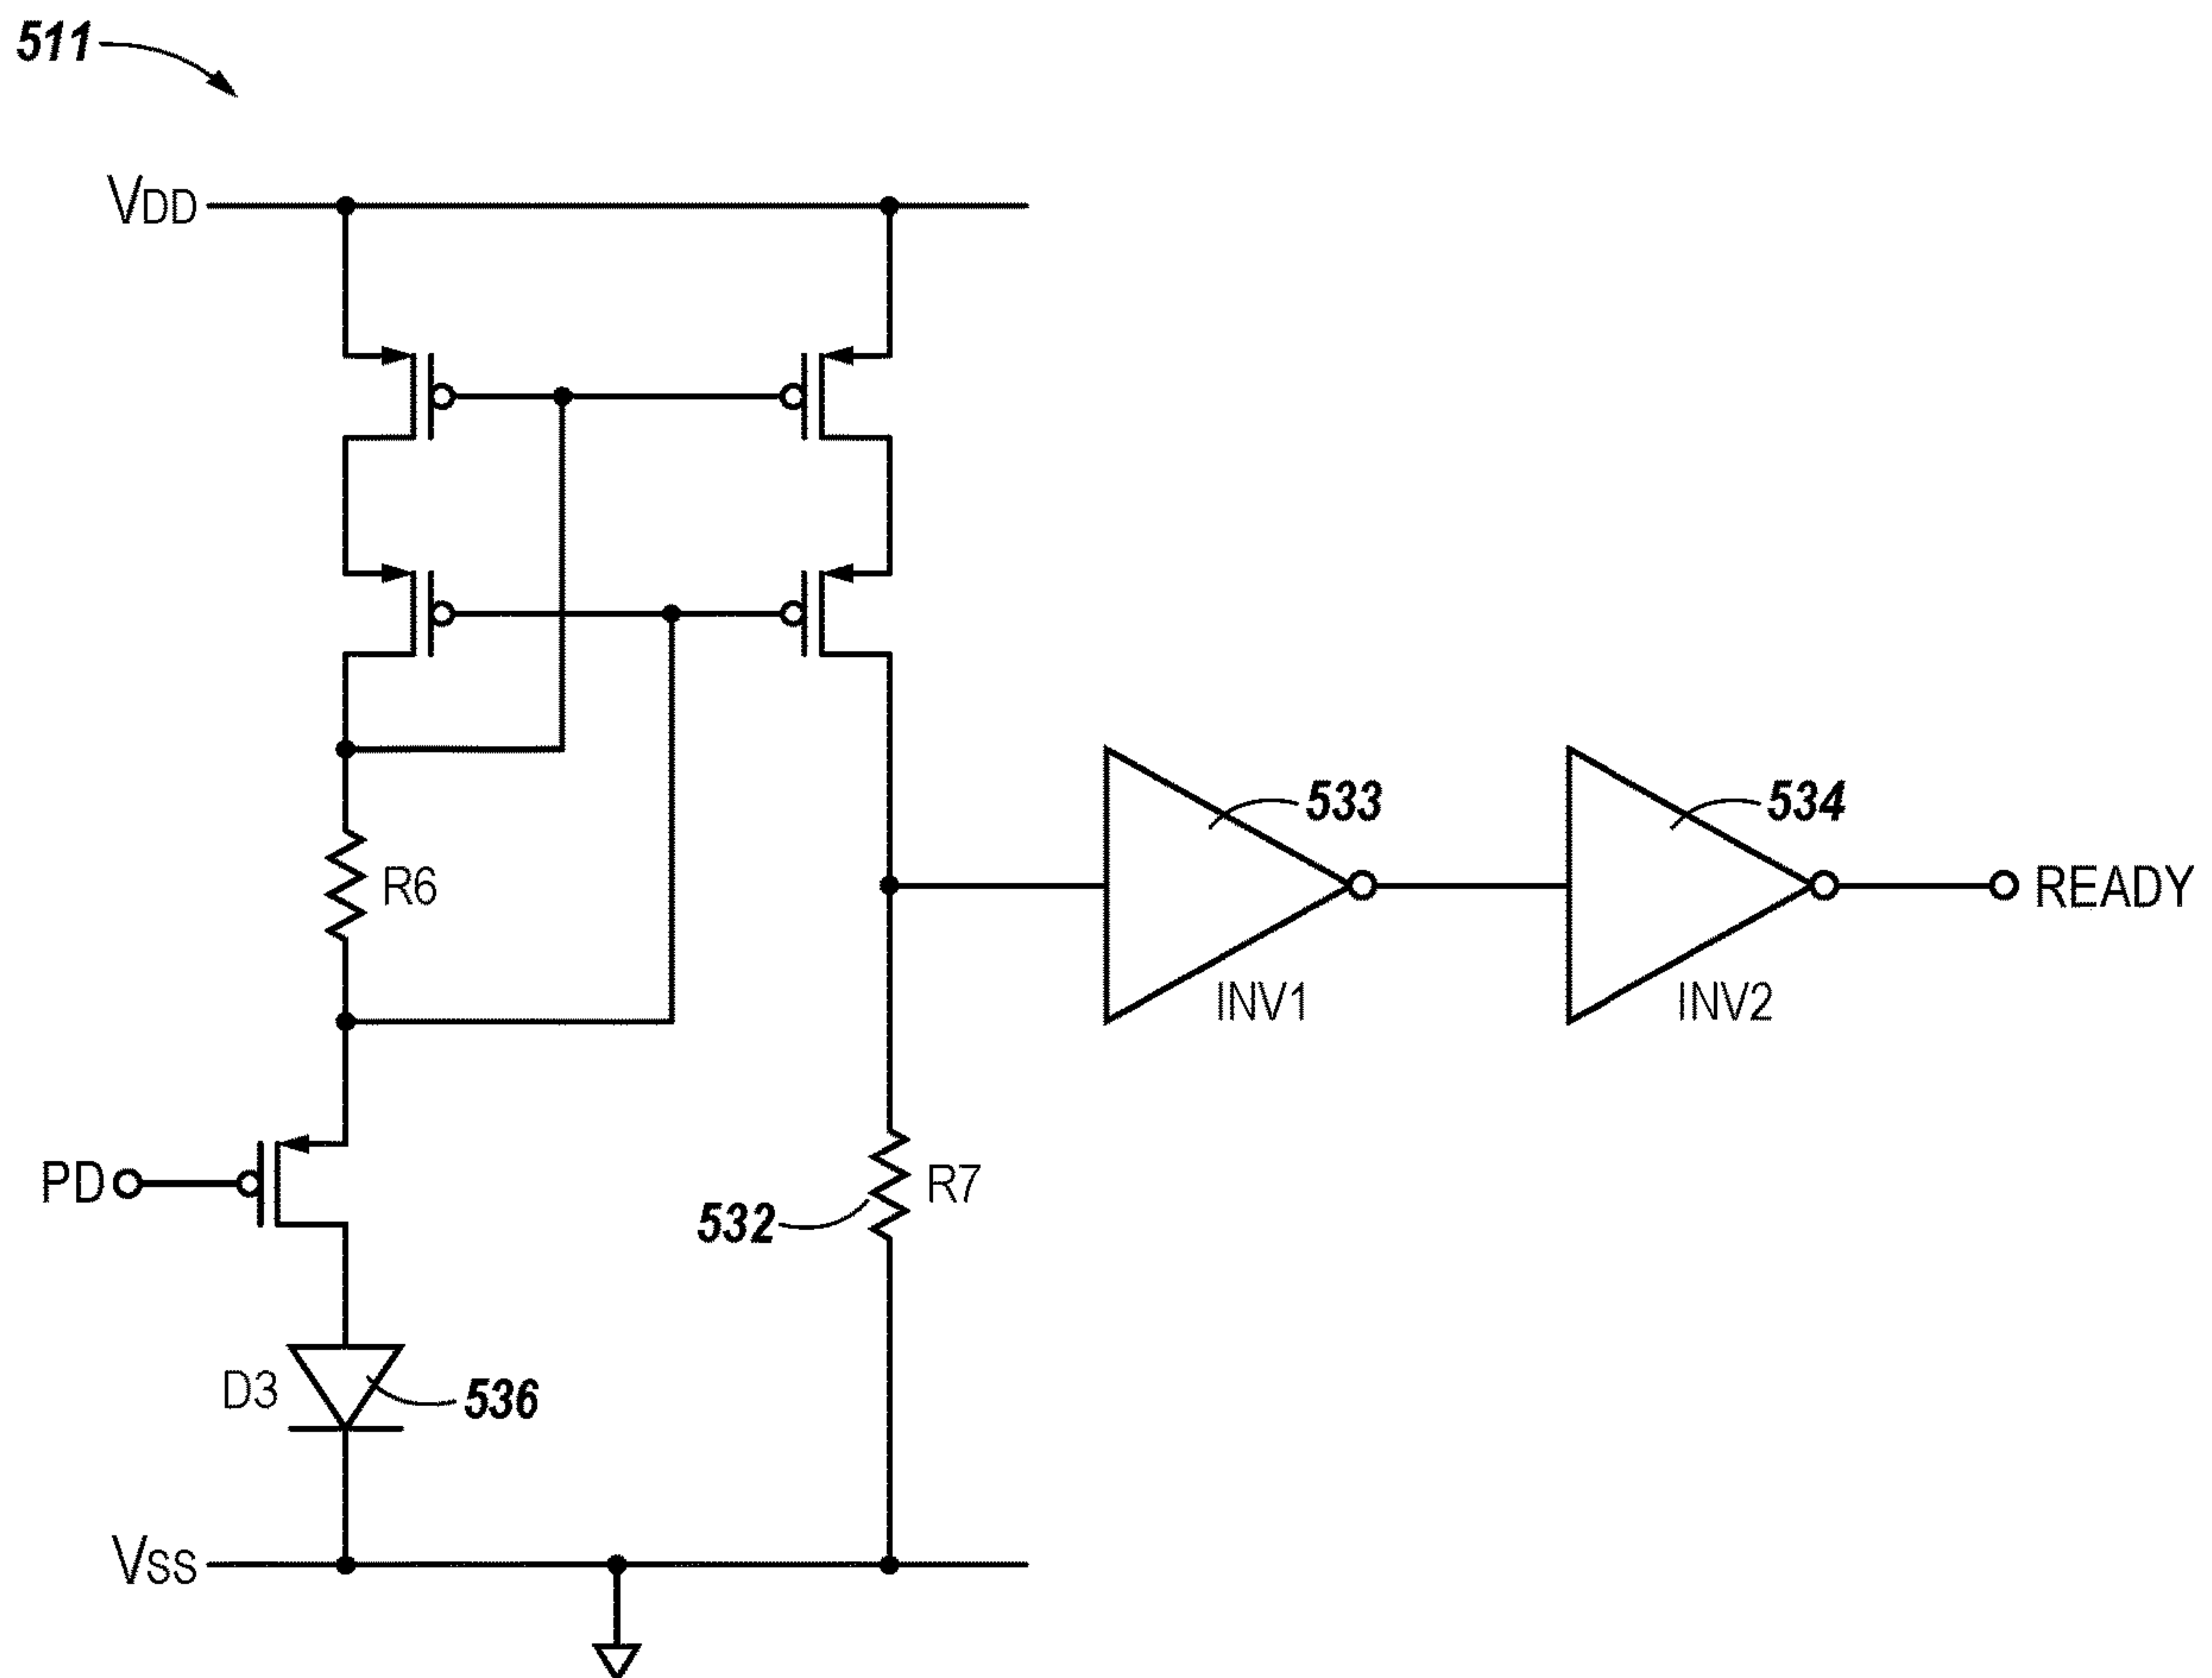 511
VDD
R6
533
534
READY
INV1
INV2
PD
R7
532
D3
536
VSS